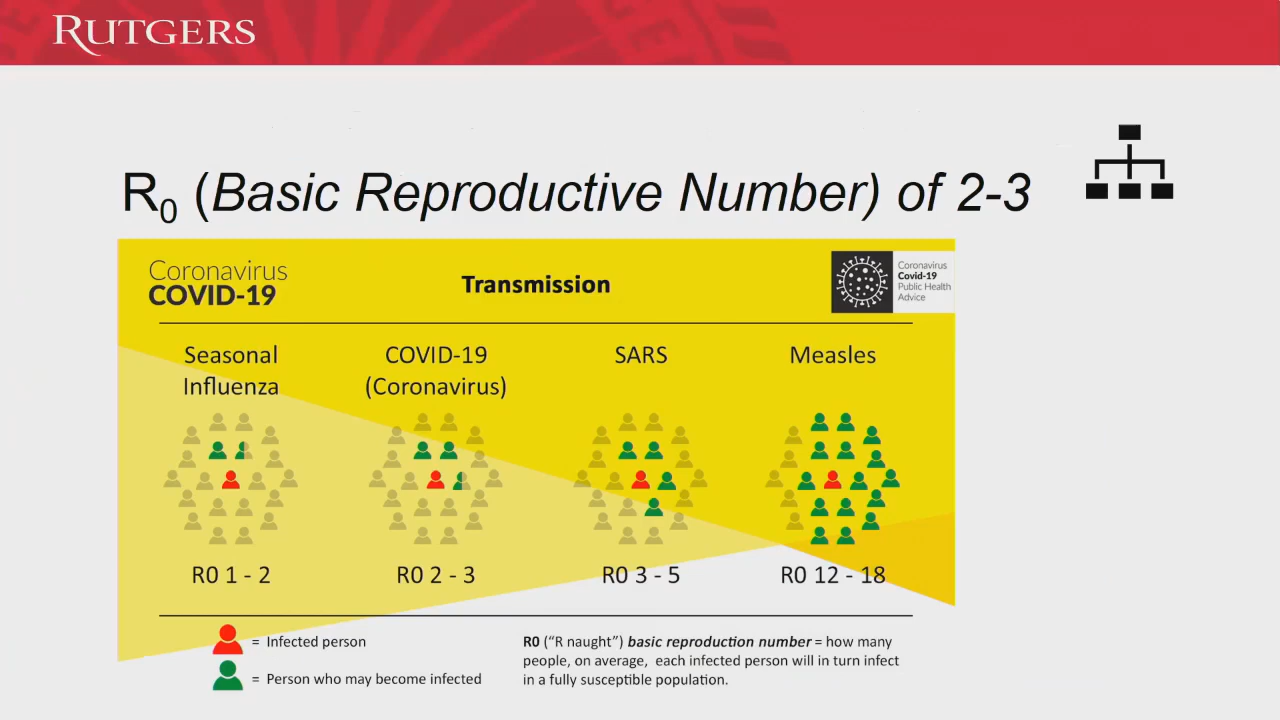 RUTGERS
R0 (Basic Reproductive Number) of 2-3
Coronavirus
COVID-19
Transmission
Coronavirus
Covid-19
Public Health
Advice
Seasonal
Influenza
COVID-19
(Coronavirus)
SARS
Measles
R0 1 - 2
R0 2 - 3
R0 3 - 5
R0 12 - 18
= Infected person
= Person who may become infected
R0 (“R naught”) basic reproduction number = how many
people, on average, each infected person will in turn infect
in a fully susceptible population.